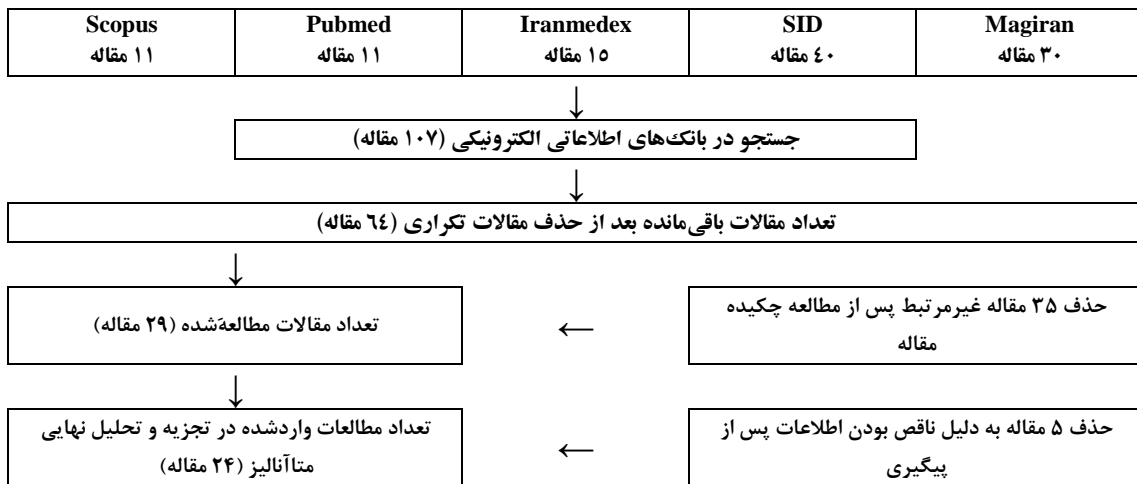 Scopus
۱۱ مقاله
Pubmed
۱۱ مقاله
Iranmedex
۱۵ مقاله
SID
٤۰ مقاله
Magiran
۳۰ مقاله
↓
جستجو در بانک‌های اطلاعاتی الکترونیکی (۱۰۷ مقاله)
↓
تعداد مقالات باقی‌مانده بعد از حذف مقالات تکراری (٦٤ مقاله)
↓
حذف ۳۵ مقاله غیرمرتبط پس از مطالعه چکیده
مقاله
←
تعداد مقالات مطالعه‌شده (۲۹ مقاله)
↓
حذف ۵ مقاله به دلیل ناقص بودن اطلاعات پس از
پیگیری
←
تعداد مطالعات واردشده در تجزیه و تحلیل نهایی
متاآنالیز (۲۴ مقاله)